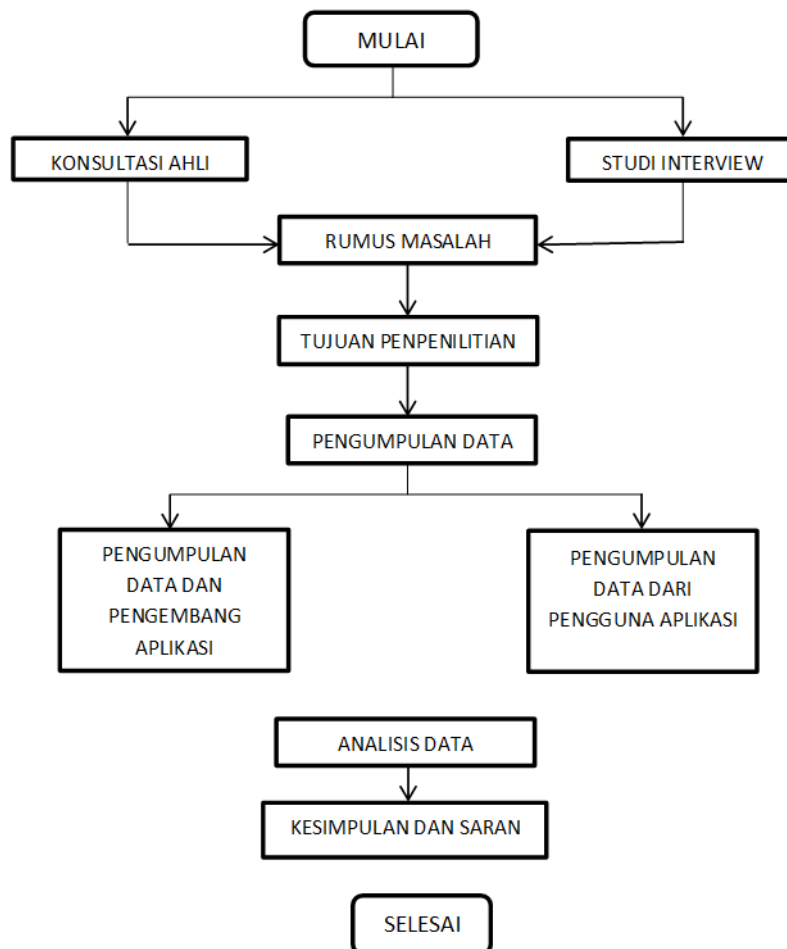 MULAI
KONSULTASI AHLI
STUDI INTERVIEW
RUMUS MASALAH
TUJUAN PENPENILITIAN
PENGUMPULAN DATA
PENGUMPULAN
DATA DAN
PENGEMBANG
APLIKASI
PENGUMPULAN
DATA DARI
PENGGUNA APLIKASI
ANALISIS DATA
KESIMPULAN DAN SARAN
SELESAI